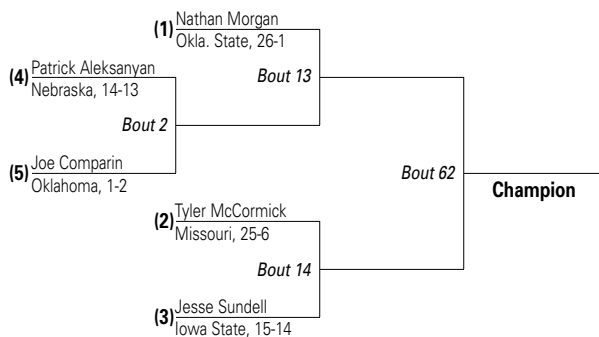 (1) Nathan Morgan
Okla. State, 26-1
(4) Patrick Aleksanyan
Nebraska, 14-13
Bout 13
Bout 2
(5) Joe Comparin
Oklahoma, 1-2
Bout 62
Champion
(2) Tyler McCormick
Missouri, 25-6
Bout 14
(3) Jesse Sundell
Iowa State, 15-14